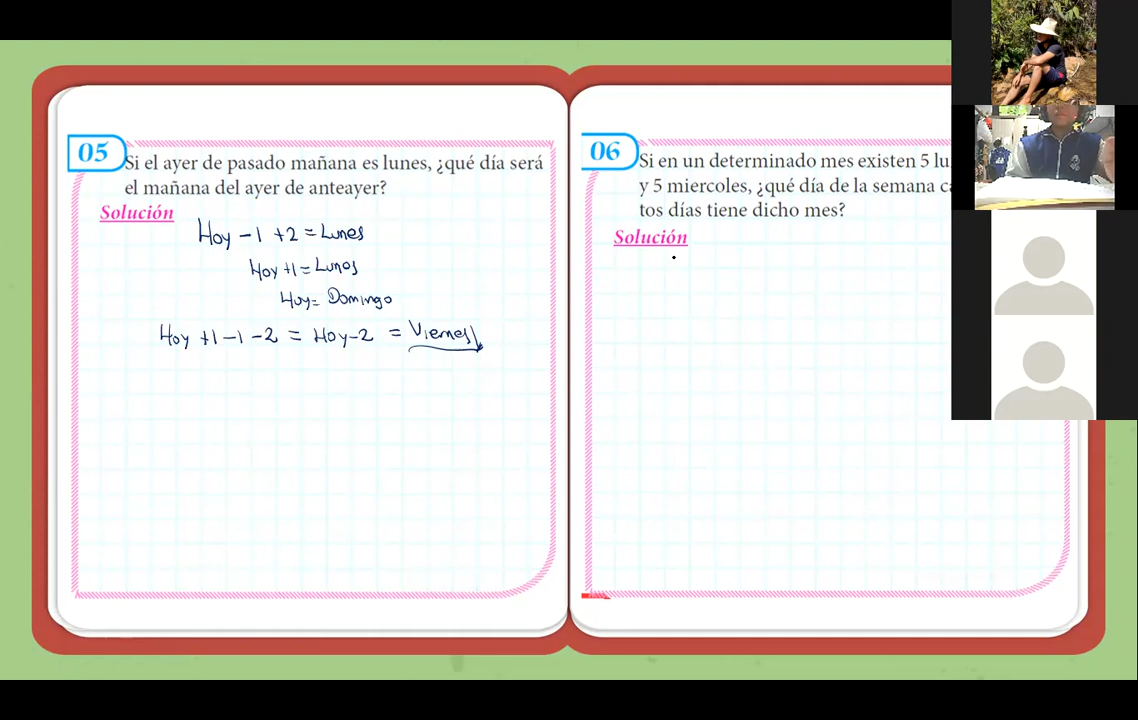 05
Si el ayer de pasado mañana es lunes, ¿qué día será
el mañana del ayer de anteayer?
Solución
Hoy -1 +2 = Lunes
Hoy +1 = Lunes
Hoy = Domingo
Hoy +1 -1 -2 = Hoy -2 = Viernes
06
Si en un determinado mes existen 5 lu
y 5 miercoles, ¿qué día de la semana ca
tos días tiene dicho mes?
Solución